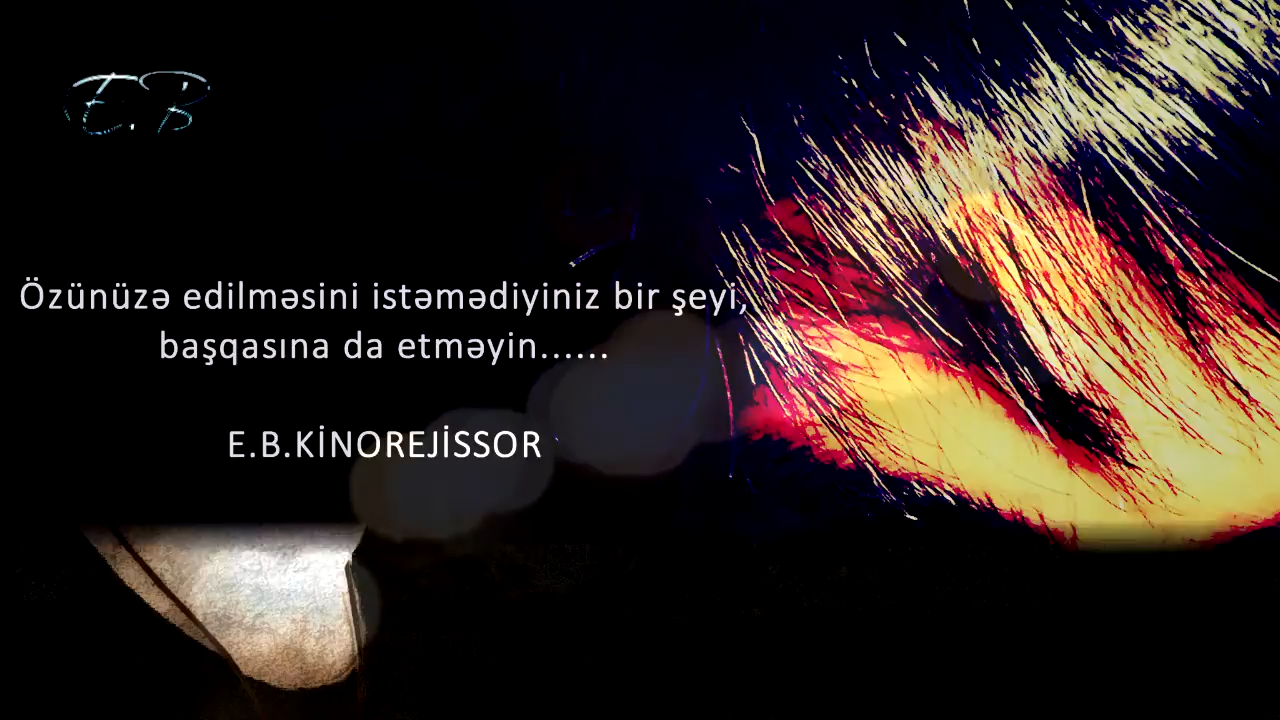 E.B
Özünüzə edilməsini istəmədiyiniz bir şeyi,
başqasına da etməyin......
E.B.KİNOREJİSSOR